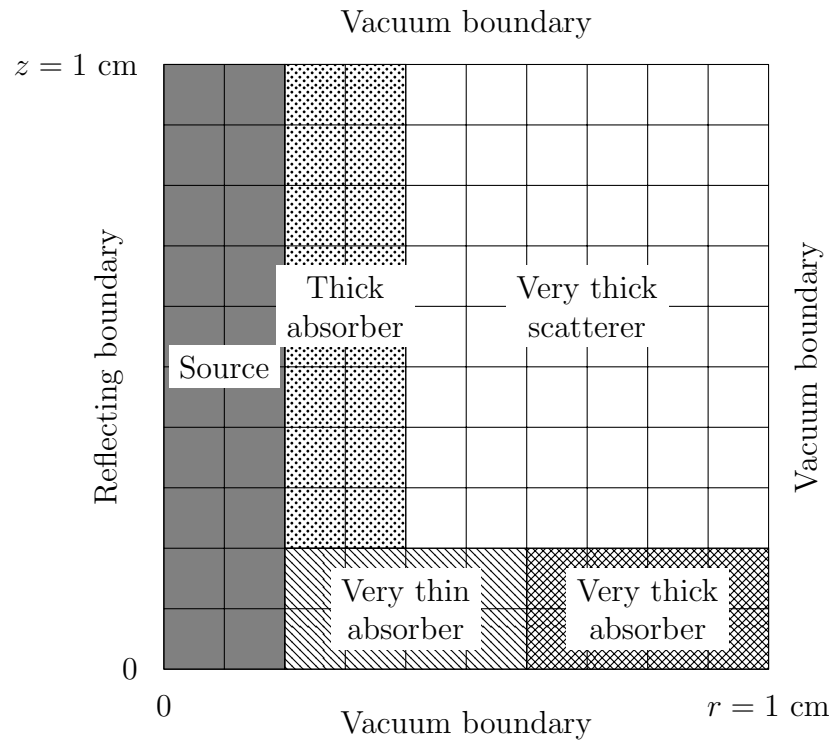 Vacuum boundary
z = 1 cm
Reflecting boundary
Thick
absorber
Very thick
scatterer
Source
Vacuum boundary
Very thin
absorber
Very thick
absorber
0
0
r = 1 cm
Vacuum boundary